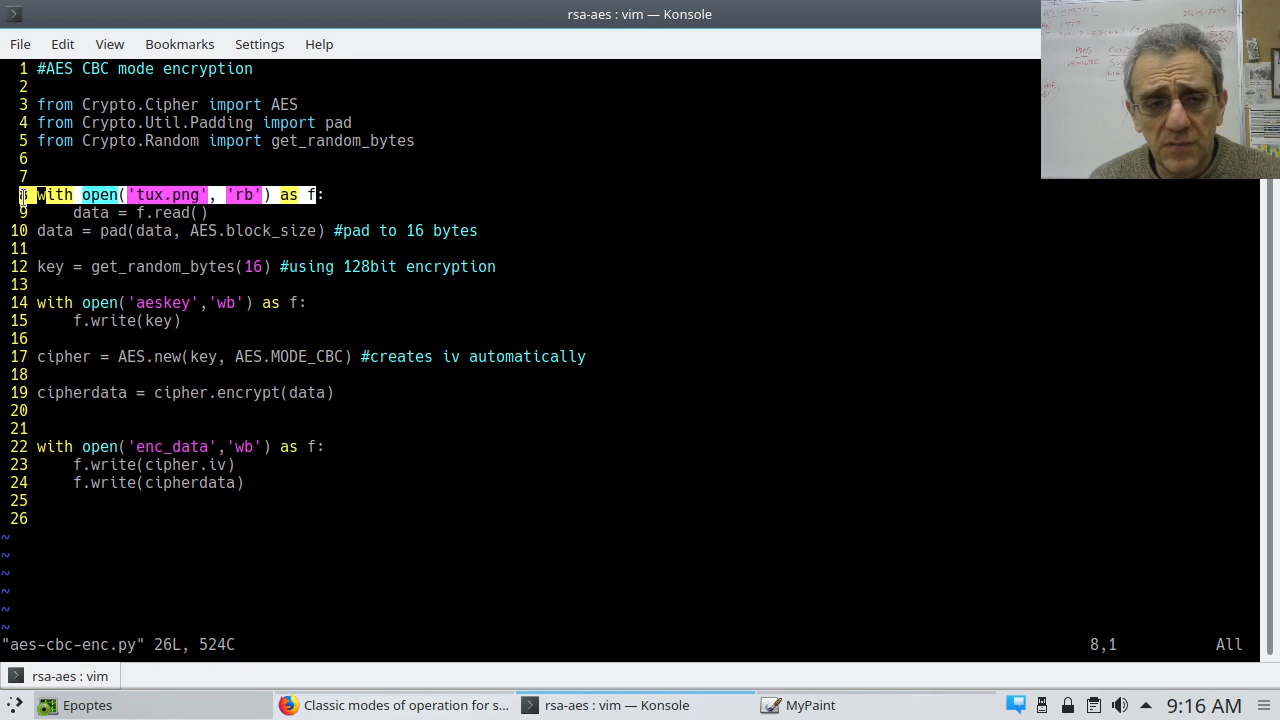 rsa-aes : vim — Konsole
File Edit View Bookmarks Settings Help
1 #AES CBC mode encryption
2
3 from Crypto.Cipher import AES
4 from Crypto.Util.Padding import pad
5 from Crypto.Random import get_random_bytes
6
7
8 with open('tux.png', 'rb') as f:
9     data = f.read()
10 data = pad(data, AES.block_size) #pad to 16 bytes
11
12 key = get_random_bytes(16) #using 128bit encryption
13
14 with open('aeskey','wb') as f:
15     f.write(key)
16
17 cipher = AES.new(key, AES.MODE_CBC) #creates iv automatically
18
19 cipherdata = cipher.encrypt(data)
20
21
22 with open('enc_data','wb') as f:
23     f.write(cipher.iv)
24     f.write(cipherdata)
25
26
~
~
~
~
~
~
"aes-cbc-enc.py" 26L, 524C 8,1 All
rsa-aes : vim
Epoptes Classic modes of operation for s... rsa-aes : vim — Konsole MyPaint 9:16 AM